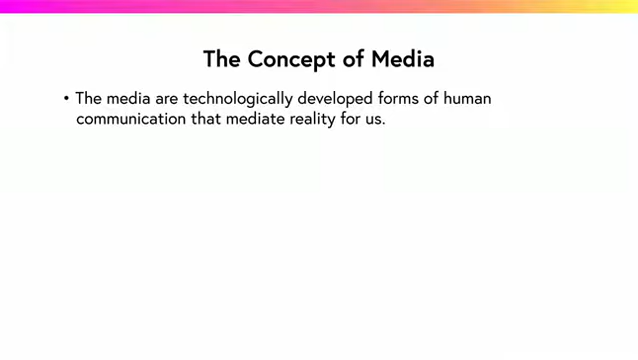 The Concept of Media
• The media are technologically developed forms of human
communication that mediate reality for us.